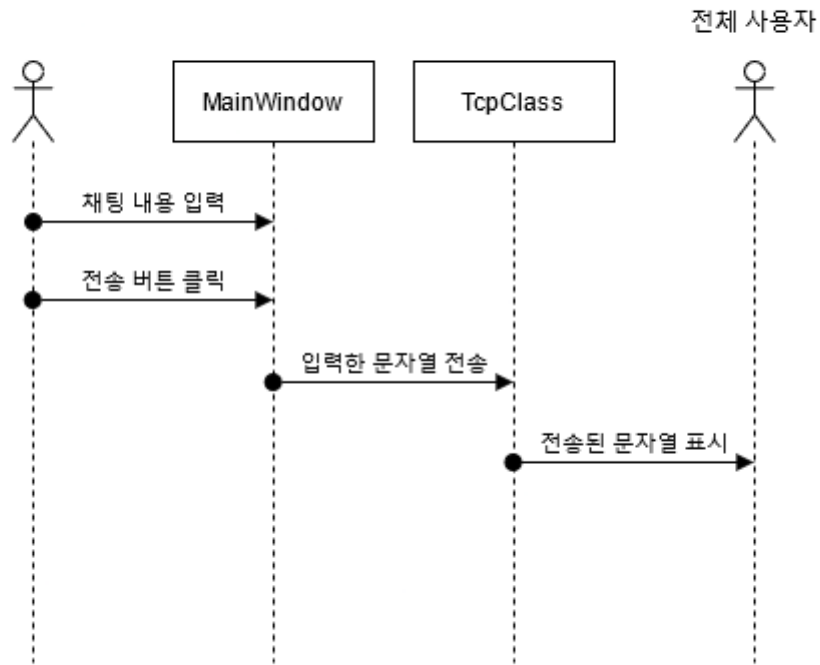 전체 사용자
MainWindow
TcpClass
채팅 내용 입력
전송 버튼 클릭
입력한 문자열 전송
전송된 문자열 표시